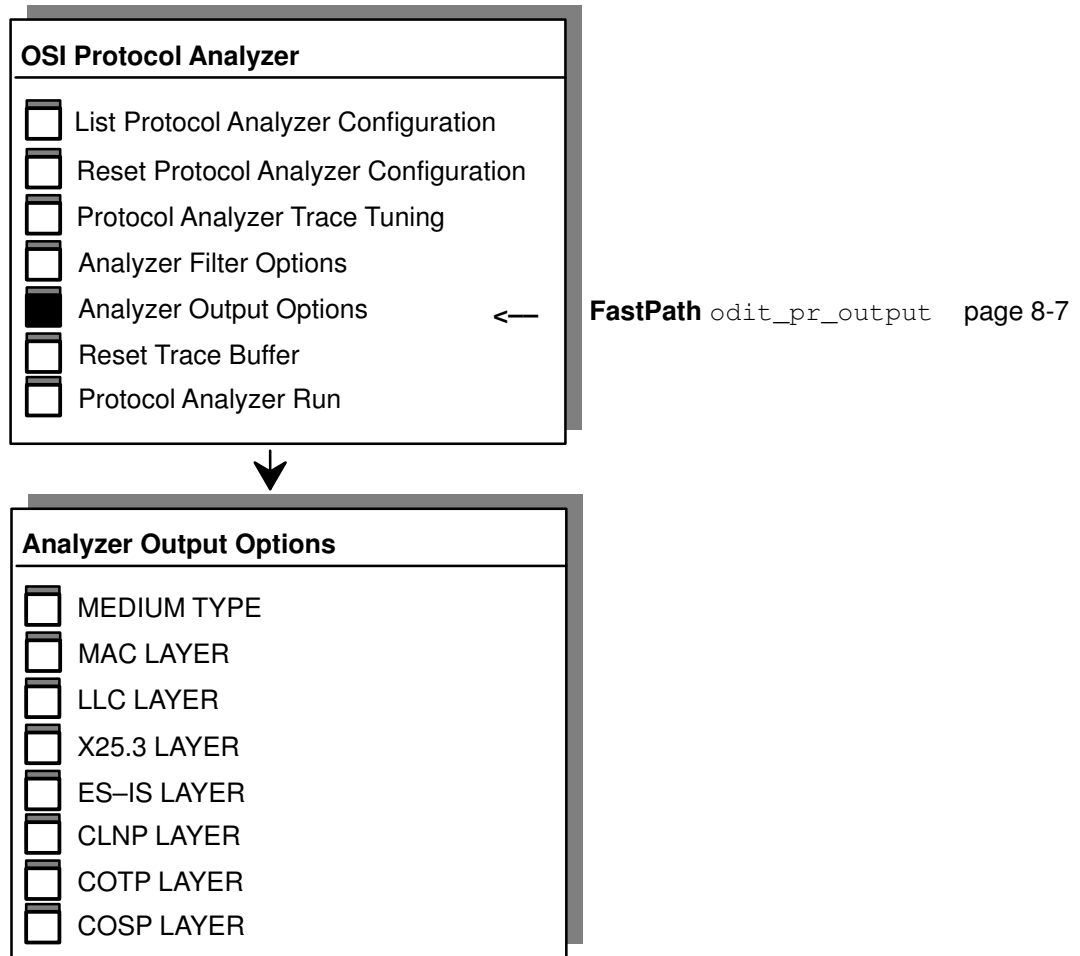 OSI Protocol Analyzer
List Protocol Analyzer Configuration
Reset Protocol Analyzer Configuration
Protocol Analyzer Trace Tuning
Analyzer Filter Options
Analyzer Output Options <— FastPath odit_pr_output page 8-7
Reset Trace Buffer
Protocol Analyzer Run
Analyzer Output Options
MEDIUM TYPE
MAC LAYER
LLC LAYER
X25.3 LAYER
ES–IS LAYER
CLNP LAYER
COTP LAYER
COSP LAYER